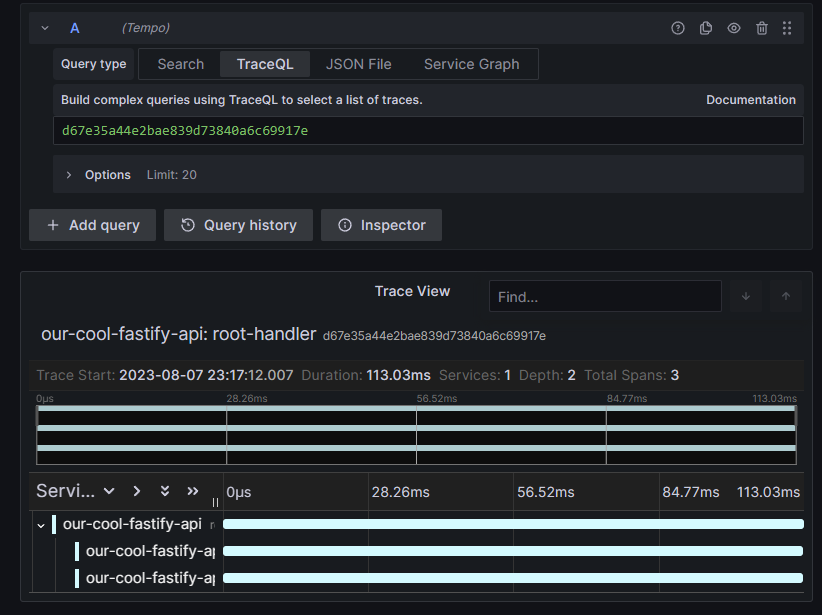 A (Tempo)
Query type Search TraceQL JSON File Service Graph
Build complex queries using TraceQL to select a list of traces. Documentation
d67e35a44e2bae839d73840a6c69917e
Options Limit: 20
Add query Query history Inspector
Trace View Find...
our-cool-fastify-api: root-handler d67e35a44e2bae839d73840a6c69917e
Trace Start: 2023-08-07 23:17:12.007 Duration: 113.03ms Services: 1 Depth: 2 Total Spans: 3
0μs 28.26ms 56.52ms 84.77ms 113.03ms
Servi... 0μs 28.26ms 56.52ms 84.77ms 113.03ms
our-cool-fastify-api
our-cool-fastify-ap
our-cool-fastify-ap